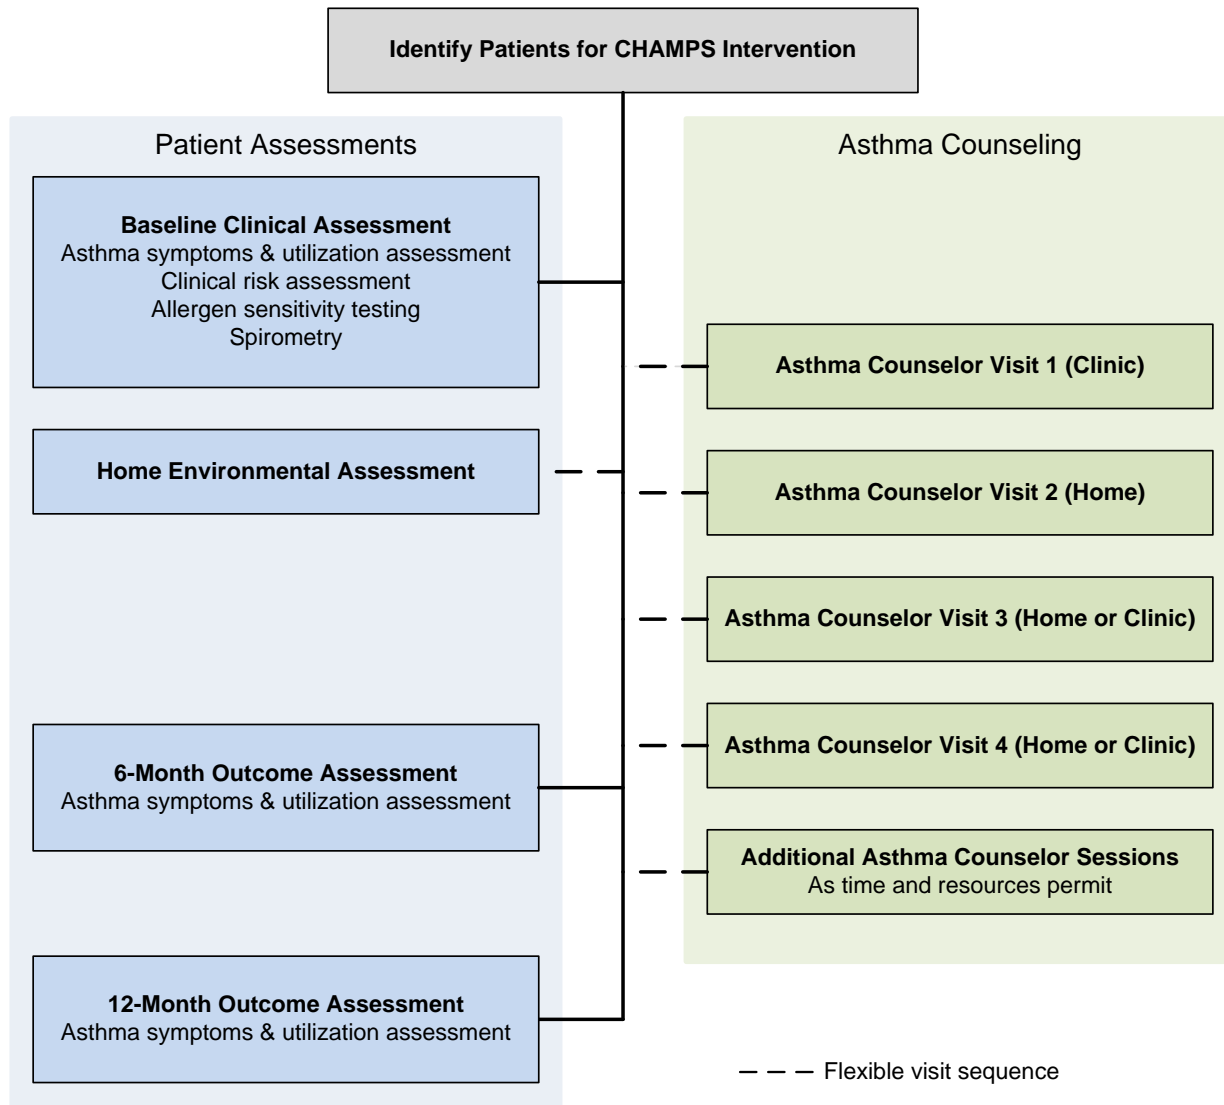 Identify Patients for CHAMPS Intervention
Patient Assessments
Baseline Clinical Assessment
Asthma symptoms & utilization assessment
Clinical risk assessment
Allergen sensitivity testing
Spirometry
Home Environmental Assessment
6-Month Outcome Assessment
Asthma symptoms & utilization assessment
12-Month Outcome Assessment
Asthma symptoms & utilization assessment
Asthma Counseling
Asthma Counselor Visit 1 (Clinic)
Asthma Counselor Visit 2 (Home)
Asthma Counselor Visit 3 (Home or Clinic)
Asthma Counselor Visit 4 (Home or Clinic)
Additional Asthma Counselor Sessions
As time and resources permit
Flexible visit sequence